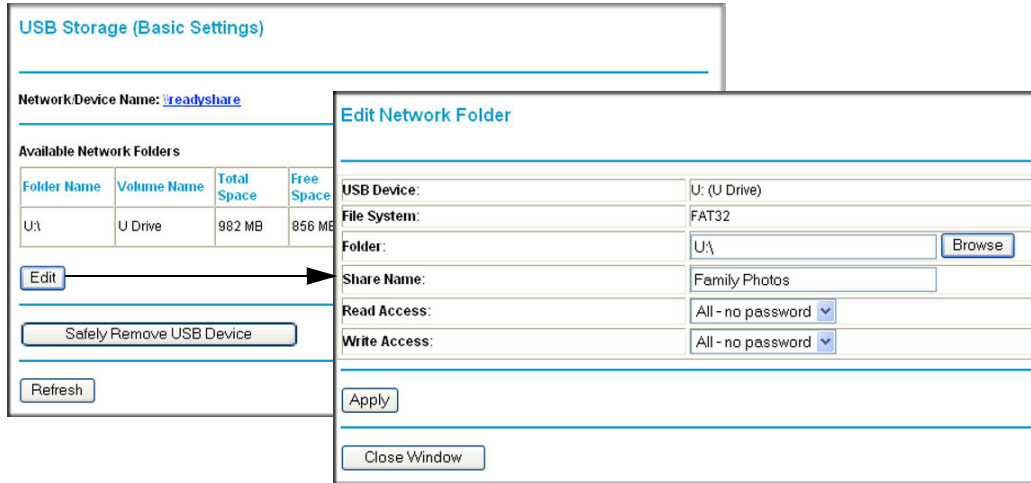 USB Storage (Basic Settings)
Network/Device Name: \\readyshare
Available Network Folders
Folder Name Volume Name Total Space Free Space
U:\ U Drive 982 MB 856 MB
Edit
Safely Remove USB Device
Refresh
Edit Network Folder
USB Device: U: (U Drive)
File System: FAT32
Folder: U:\ Browse
Share Name: Family Photos
Read Access: All - no password
Write Access: All - no password
Apply
Close Window